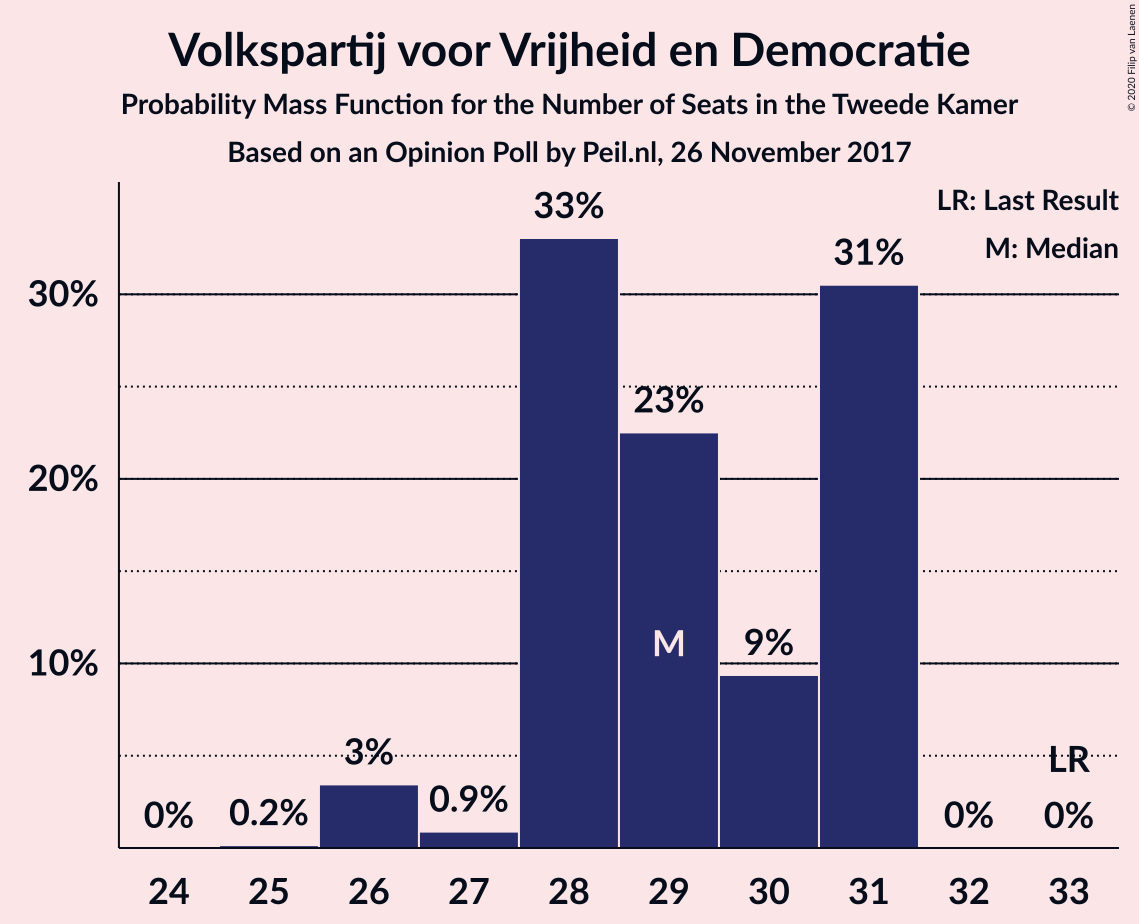 Volkspartij voor Vrijheid en Democratie
Probability Mass Function for the Number of Seats in the Tweede Kamer
Based on an Opinion Poll by Peil.nl, 26 November 2017
© 2020 Filip van Laenen
LR: Last Result
M: Median
30%
20%
10%
0%
0.2%
3%
0.9%
33%
23%
M
9%
31%
0%
LR
0%
24 25 26 27 28 29 30 31 32 33